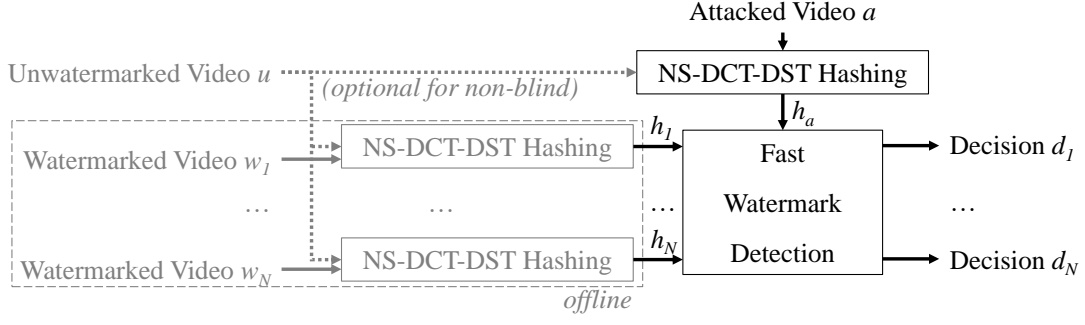 Attacked Video a
Unwatermarked Video u
NS-DCT-DST Hashing
(optional for non-blind)
h_a
Watermarked Video w_1
NS-DCT-DST Hashing
h_1
Fast
Decision d_1
…
…
…
Watermark
…
Watermarked Video w_N
NS-DCT-DST Hashing
h_N
Detection
Decision d_N
offline